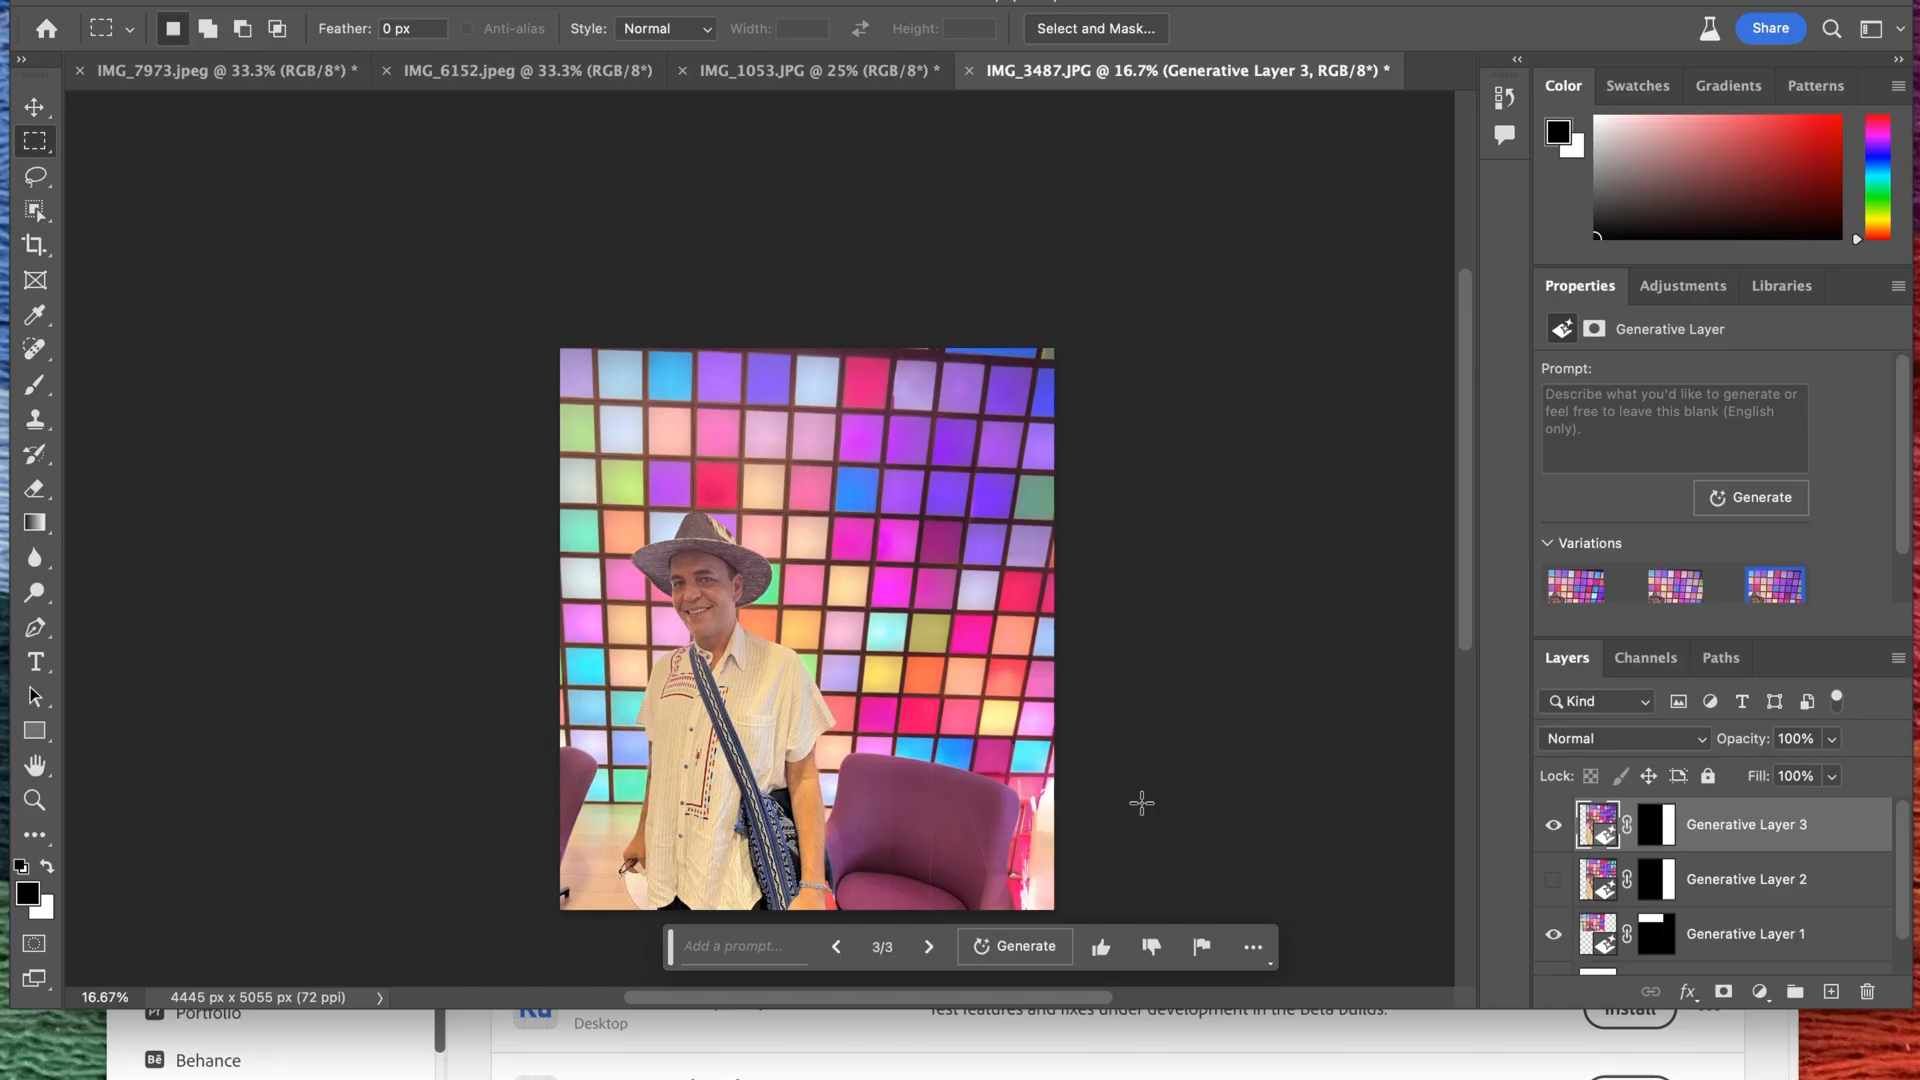 Feather: 0 px Anti-alias Style: Normal Width: Height: Select and Mask... Share
IMG_7973.jpeg @ 33.3% (RGB/8*) * IMG_6152.jpeg @ 33.3% (RGB/8*) IMG_1053.JPG @ 25% (RGB/8*) * IMG_3487.JPG @ 16.7% (Generative Layer 3, RGB/8*) *
Color Swatches Gradients Patterns
Properties Adjustments Libraries
Generative Layer
Prompt:
Describe what you'd like to generate or
feel free to leave this blank (English
only).
Generate
Variations
Layers Channels Paths
Kind
Normal Opacity: 100%
Lock: Fill: 100%
Generative Layer 3
Generative Layer 2
Generative Layer 1
fx
Add a prompt... 3/3 Generate
16.67% 4445 px x 5055 px (72 ppi)
Pr Portfolio
Desktop
Test features and fixes under development in the Beta builds.
Install
Bē Behance